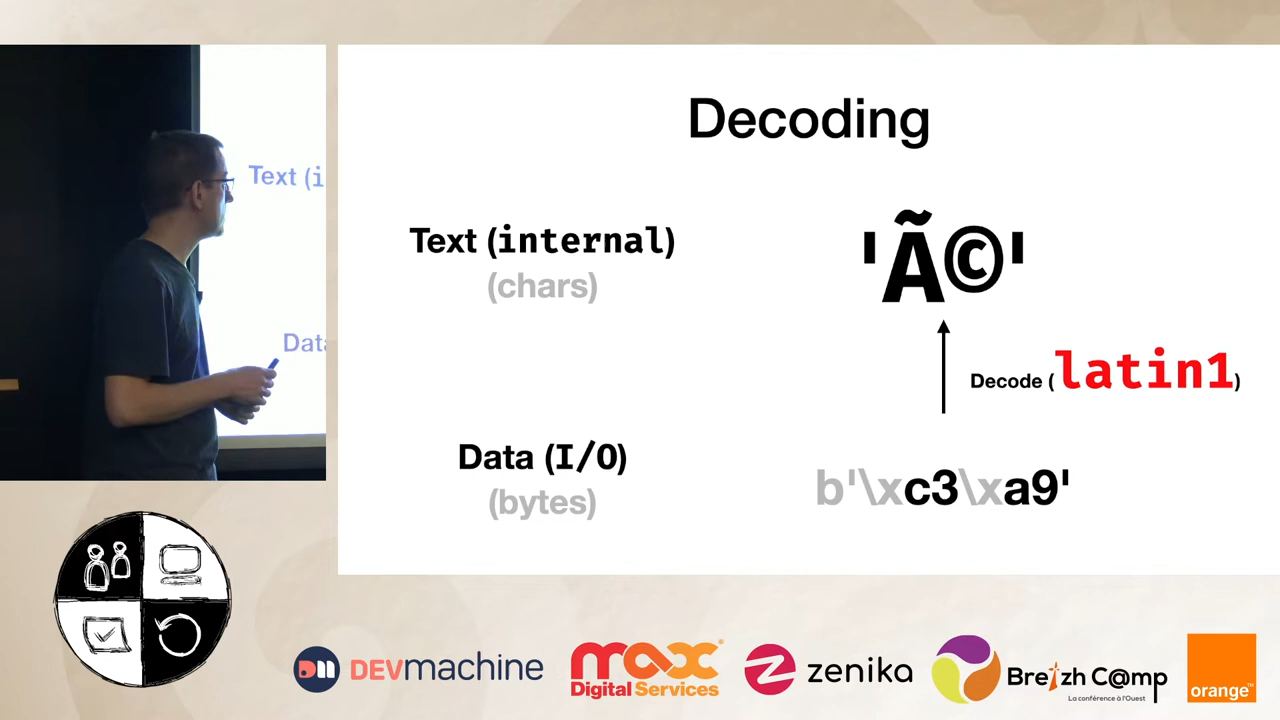 Decoding
Text (i
Text (internal)
(chars)
'Ã©'
Data
Decode (latin1)
Data (I/O)
(bytes)
b'\xc3\xa9'
DEVmachine
max
Digital Services
zenika
Breizh C@mp
La conférence à l'Ouest
orange™